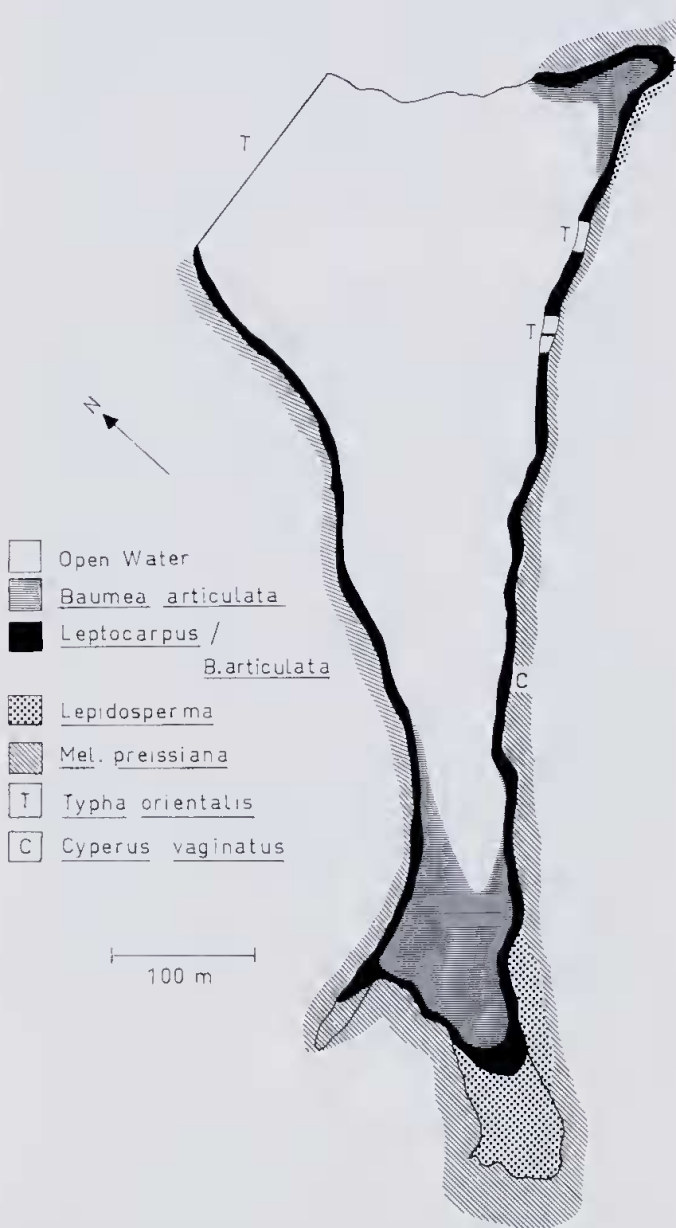 T
T
T
N
C
Open Water
Baumea articulata
Leptocarpus /
B.articulata
Lepidosperma
Mel. preissiana
T Typha orientalis
C Cyperus vaginatus
100 m